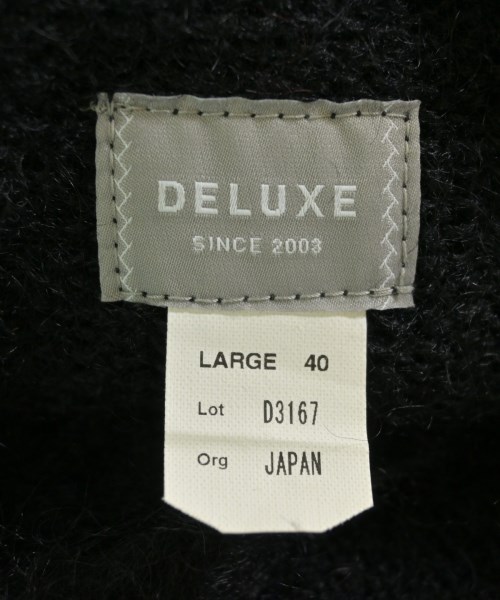 DELUXE
SINCE 2003
LARGE 40
Lot D3167
Org JAPAN